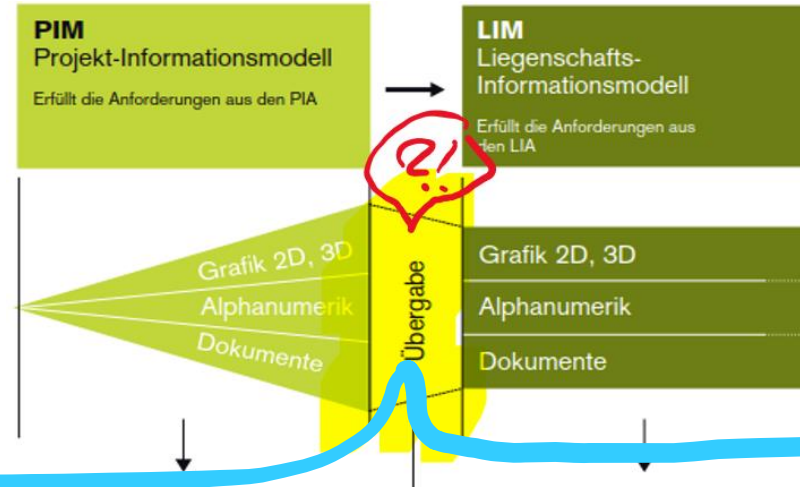 PIM
Projekt-Informationsmodell
Erfüllt die Anforderungen aus den PIA
LIM
Liegenschafts-
Informationsmodell
Erfüllt die Anforderungen aus
den LIA
?!
Grafik 2D, 3D
Alphanumerik
Dokumente
Übergabe
Grafik 2D, 3D
Alphanumerik
Dokumente